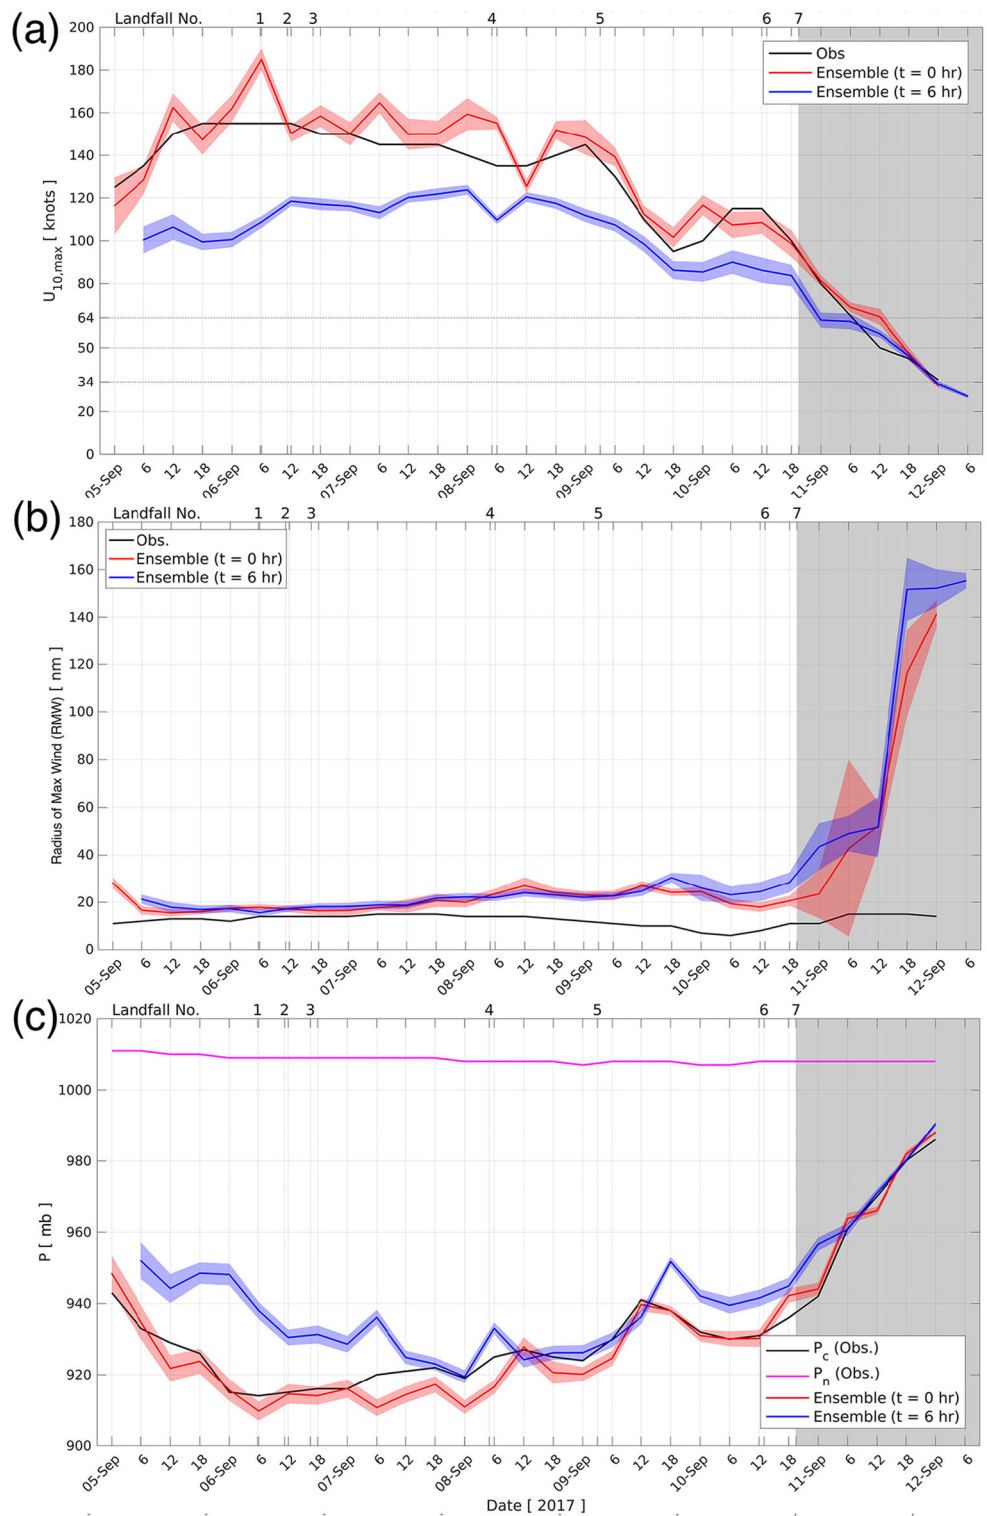 (a)
Landfall No. 1 2 3 4 5 6 7
200
180
160
140
120
100
80
64
50
34
20
0
U10,max [ knots ]
Obs
Ensemble (t = 0 hr)
Ensemble (t = 6 hr)
05-Sep 6 12 18 06-Sep 6 12 18 07-Sep 6 12 18 08-Sep 6 12 18 09-Sep 6 12 18 10-Sep 6 12 18 11-Sep 6 12 18 12-Sep 6
(b)
Landfall No. 1 2 3 4 5 6 7
180
160
140
120
100
80
60
40
20
0
Radius of Max Wind (RMW) [ nm ]
Obs.
Ensemble (t = 0 hr)
Ensemble (t = 6 hr)
05-Sep 6 12 18 06-Sep 6 12 18 07-Sep 6 12 18 08-Sep 6 12 18 09-Sep 6 12 18 10-Sep 6 12 18 11-Sep 6 12 18 12-Sep 6
(c)
Landfall No. 1 2 3 4 5 6 7
1020
1000
980
960
940
920
900
P [ mb ]
Pc (Obs.)
Pn (Obs.)
Ensemble (t = 0 hr)
Ensemble (t = 6 hr)
05-Sep 6 12 18 06-Sep 6 12 18 07-Sep 6 12 18 08-Sep 6 12 18 09-Sep 6 12 18 10-Sep 6 12 18 11-Sep 6 12 18 12-Sep 6
Date [ 2017 ]